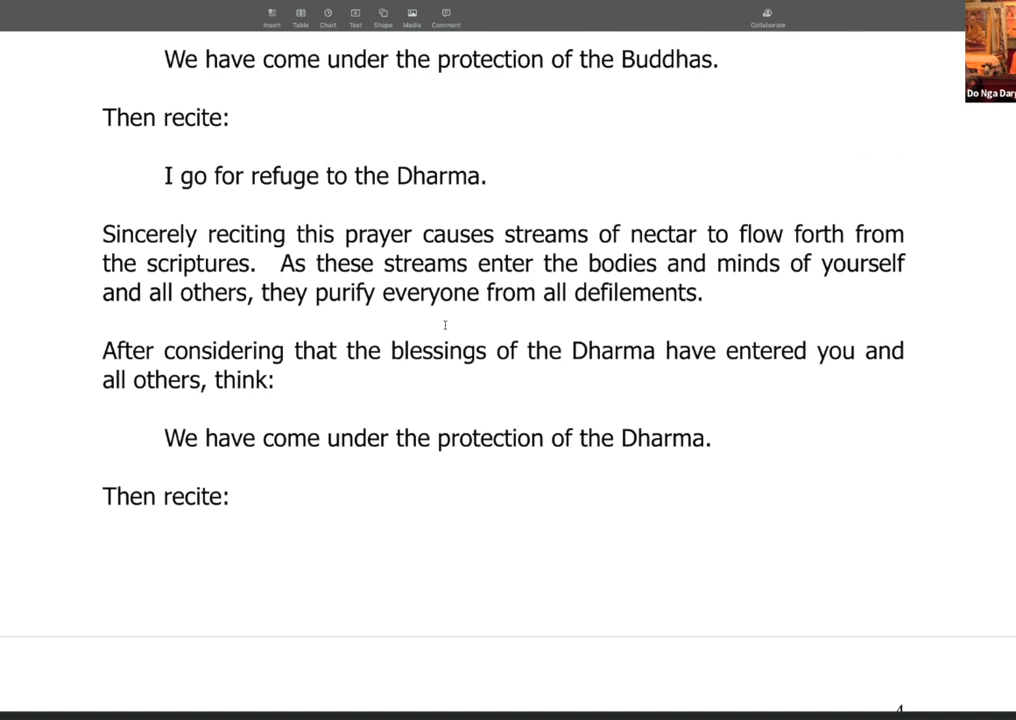 Insert Table Chart Text Shape Media Comment Collaborate
We have come under the protection of the Buddhas.
Do Nga Darg
Then recite:
I go for refuge to the Dharma.
Sincerely reciting this prayer causes streams of nectar to flow forth from
the scriptures. As these streams enter the bodies and minds of yourself
and all others, they purify everyone from all defilements.
After considering that the blessings of the Dharma have entered you and
all others, think:
We have come under the protection of the Dharma.
Then recite:
4